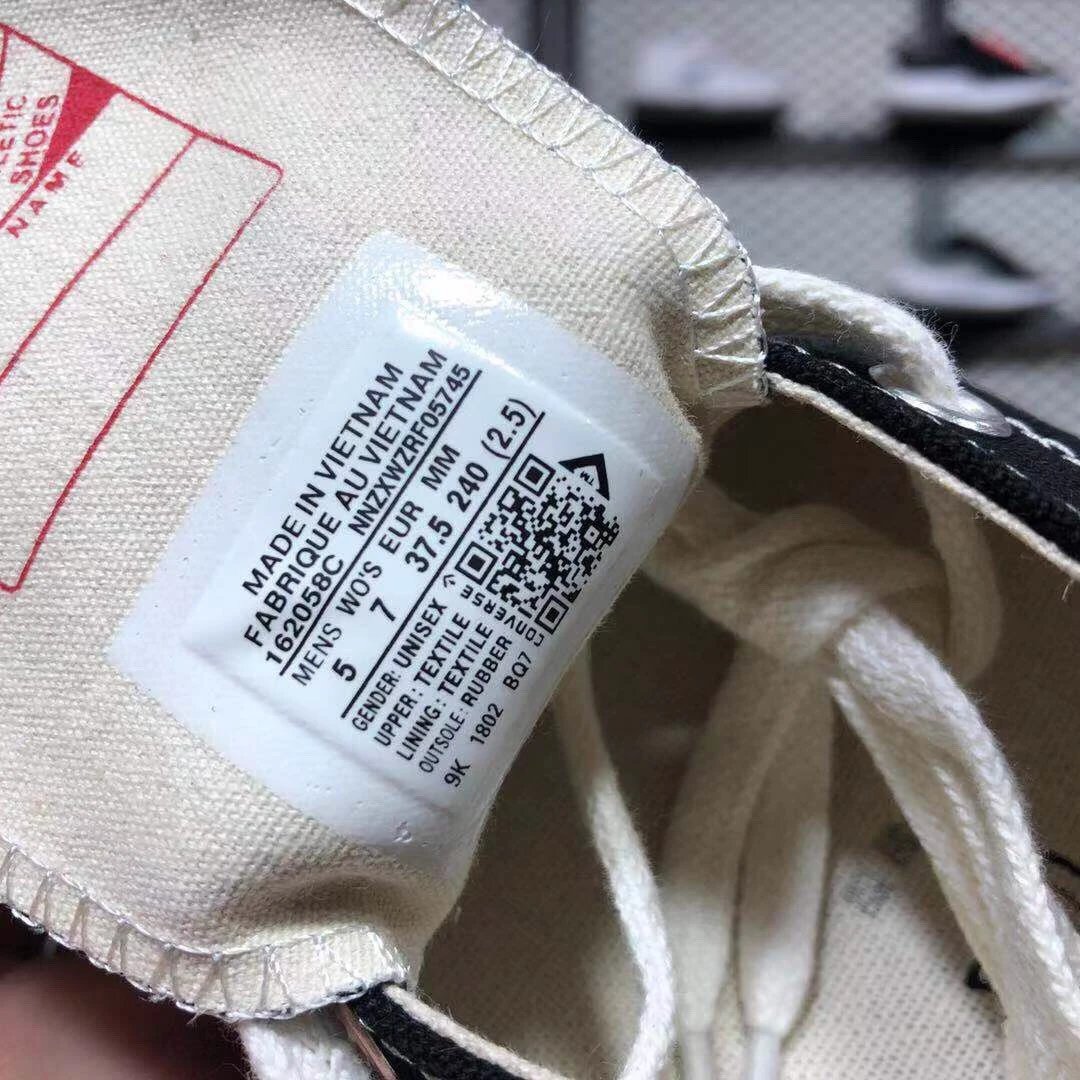 LETIC
SHOES
NAME
MADE IN VIETNAM
FABRIQUE AU VIETNAM
162058C NNZXWZRF05745
MENS WO'S EUR MM
5 7 37.5 240 (2.5)
GENDER: UNISEX
UPPER: TEXTILE
LINING: TEXTILE
OUTSOLE: RUBBER
9K 1802 BQ7
CONVERSE